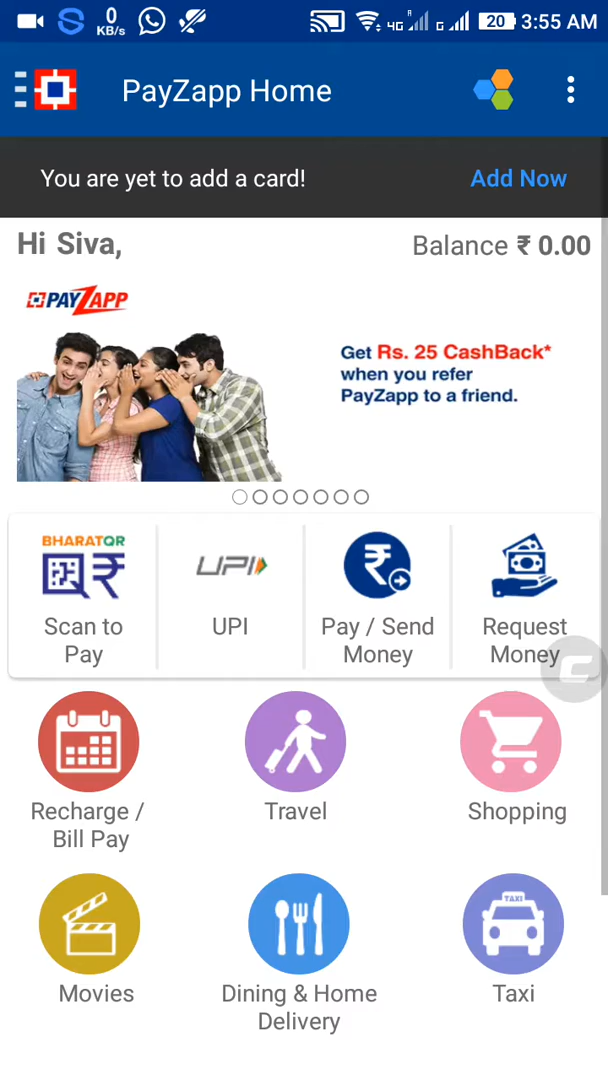 0
KB/s
4G
R
G
20
3:55 AM
PayZapp Home
You are yet to add a card!
Add Now
Hi Siva,
Balance ₹ 0.00
PAYZAPP
Get Rs. 25 CashBack*
when you refer
PayZapp to a friend.
BHARATQR
UPI
Scan to
Pay
UPI
Pay / Send
Money
Request
Money
Recharge /
Bill Pay
Travel
Shopping
TAXI
Movies
Dining & Home
Delivery
Taxi